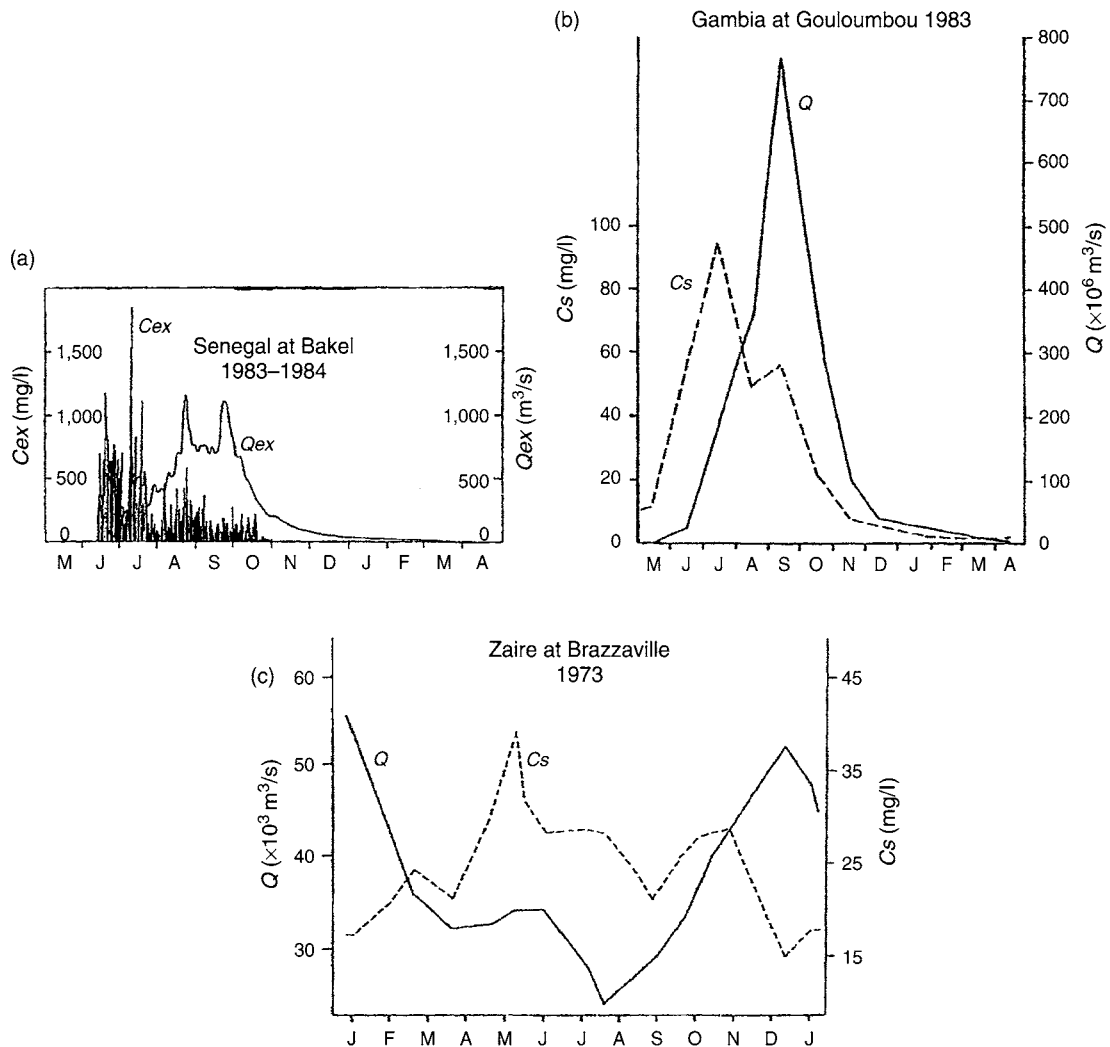 (a)
Cex (mg/l)
1,500
1,000
500
0
Cex
Senegal at Bakel
1983–1984
Qex
1,500
1,000
500
0
Qex (m³/s)
M J J A S O N D J F M A
(b)
Gambia at Gouloumbou 1983
Cs (mg/l)
100
80
60
40
20
0
Cs
Q
800
700
600
500
400
300
200
100
0
Q (×10⁶ m³/s)
M J J A S O N D J F M A
(c)
Zaire at Brazzaville
1973
Q (×10³ m³/s)
60
50
40
30
Q
Cs
45
35
25
15
Cs (mg/l)
J F M A M J J A S O N D J